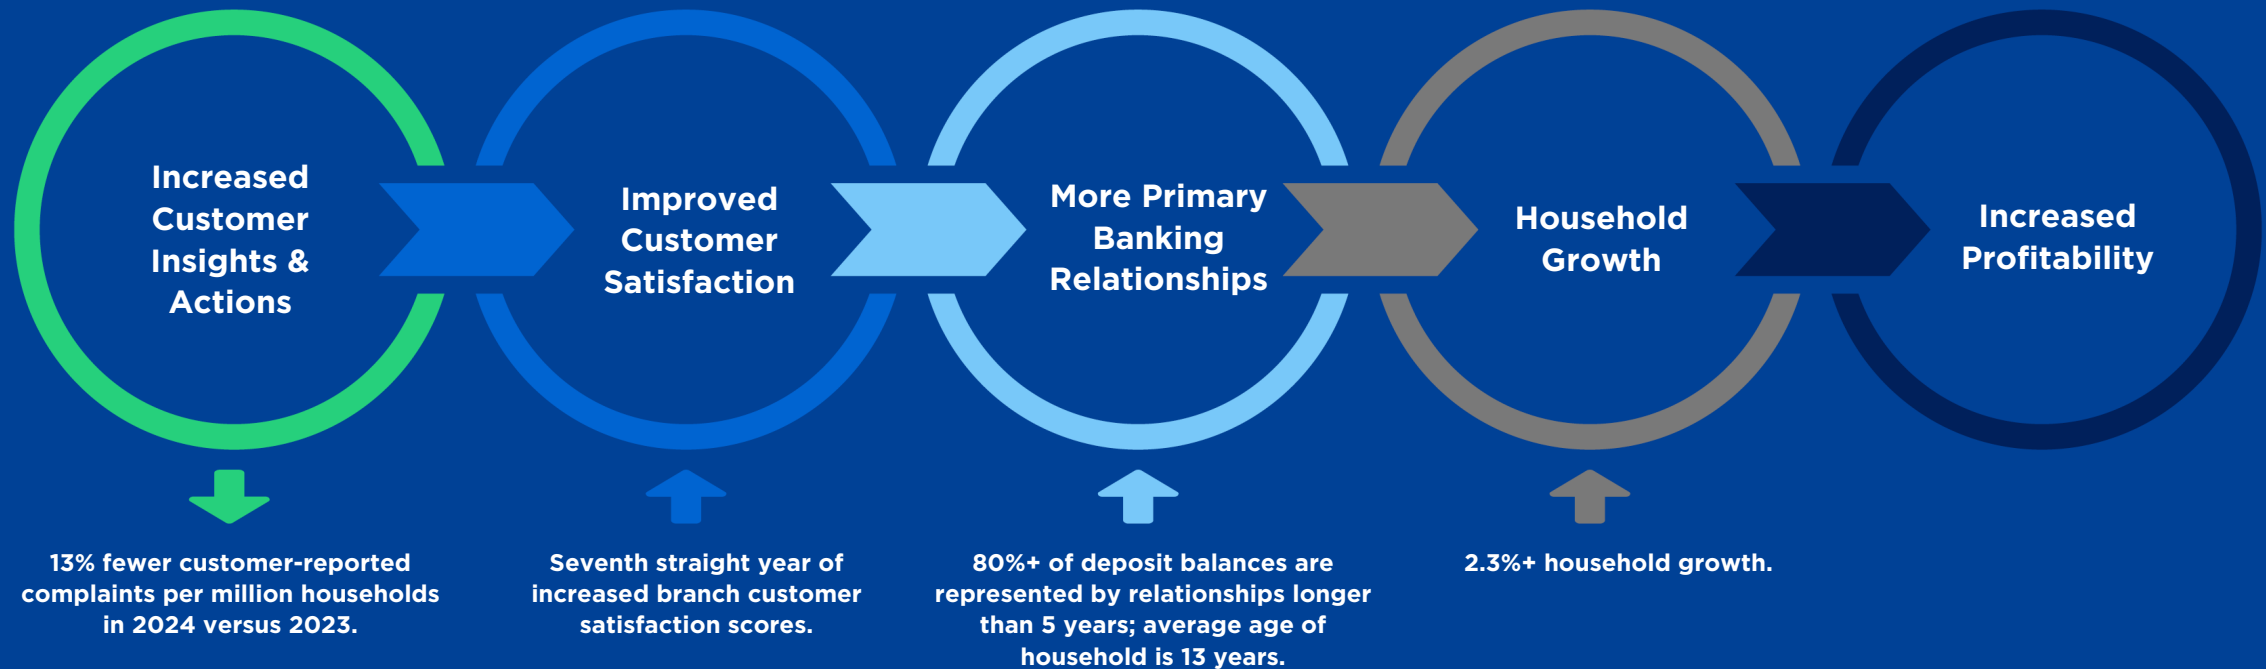 Increased
Customer
Insights &
Actions
Improved
Customer
Satisfaction
More Primary
Banking
Relationships
Household
Growth
Increased
Profitability
13% fewer customer-reported
complaints per million households
in 2024 versus 2023.
Seventh straight year of
increased branch customer
satisfaction scores.
80%+ of deposit balances are
represented by relationships longer
than 5 years; average age of
household is 13 years.
2.3%+ household growth.